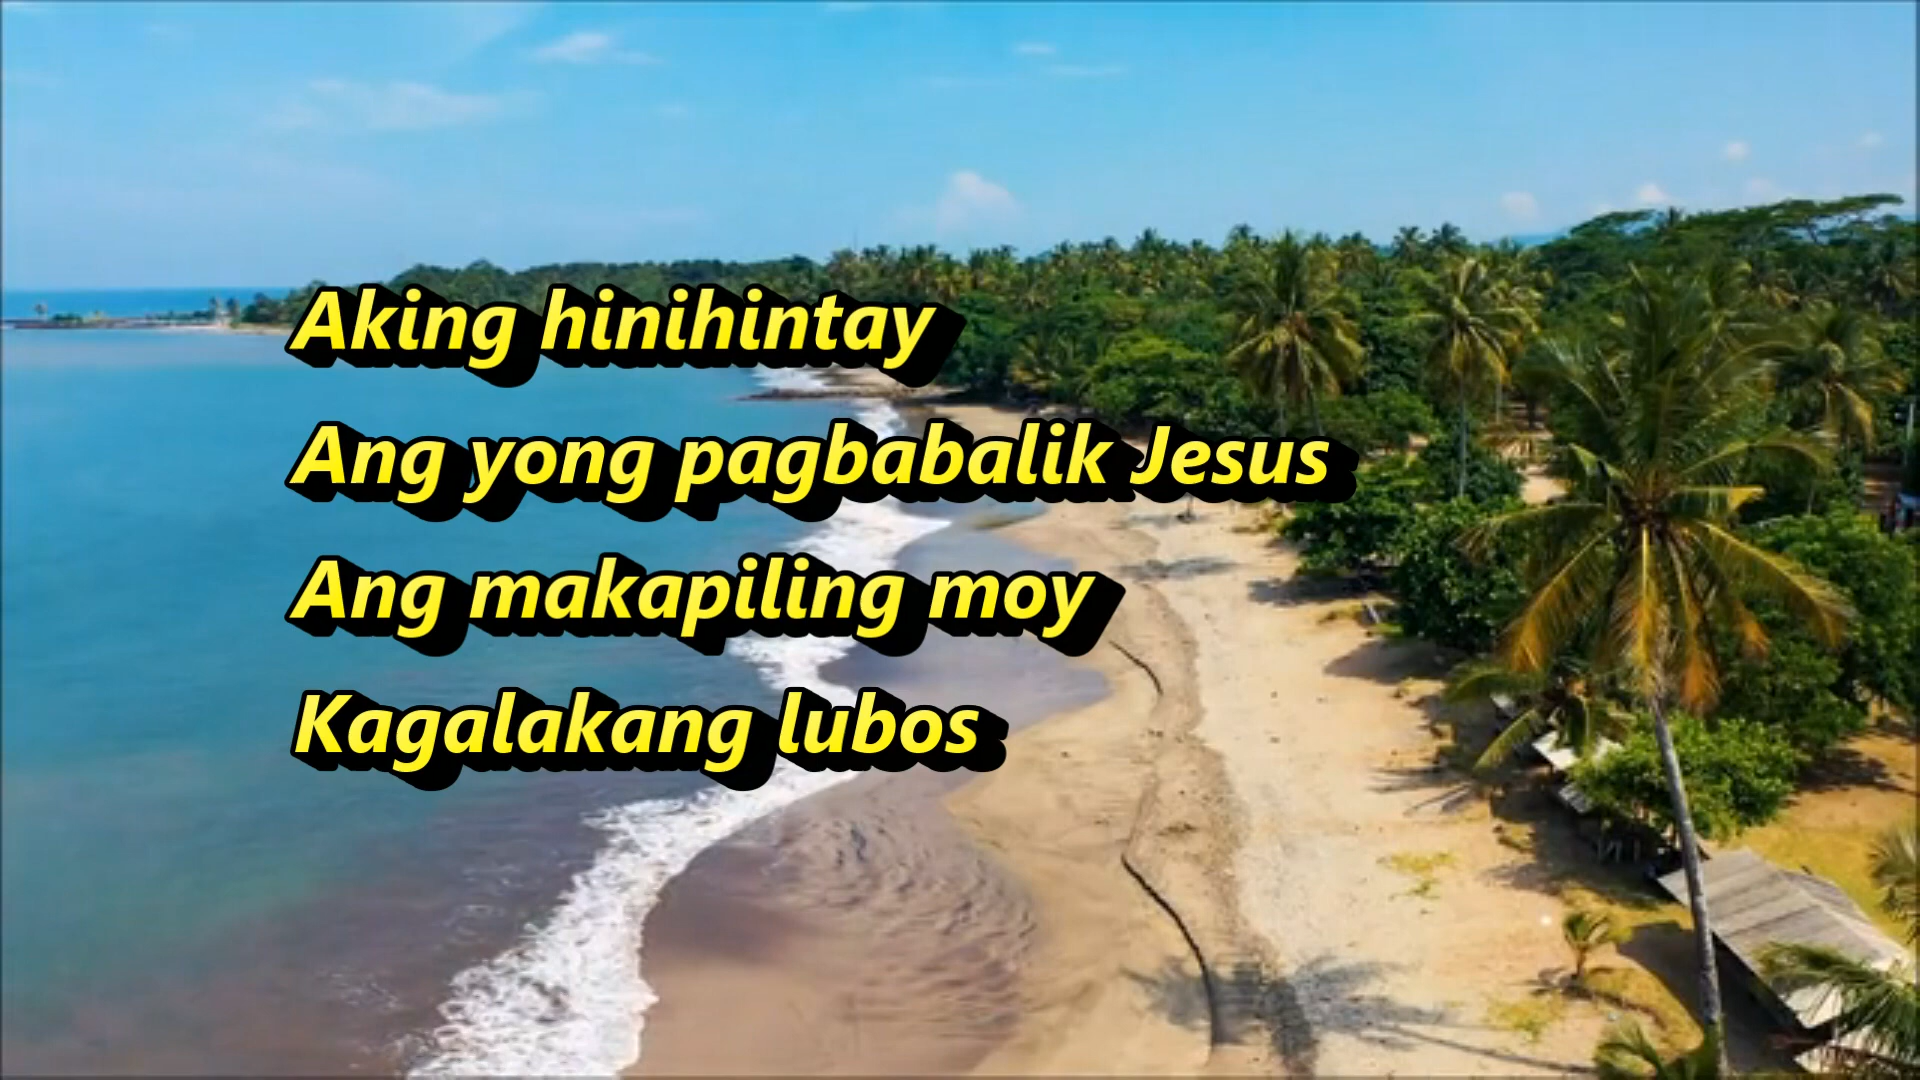 Aking hinihintay
Ang yong pagbabalik Jesus
Ang makapiling moy
Kagalakang lubos